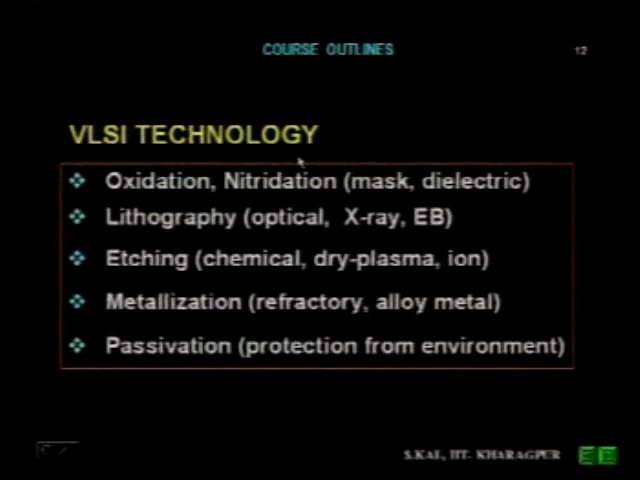 COURSE OUTLINES
12
VLSI TECHNOLOGY
Oxidation, Nitridation (mask, dielectric)
Lithography (optical, X-ray, EB)
Etching (chemical, dry-plasma, ion)
Metallization (refractory, alloy metal)
Passivation (protection from environment)
S.KAL, IIT- KHARAGPUR